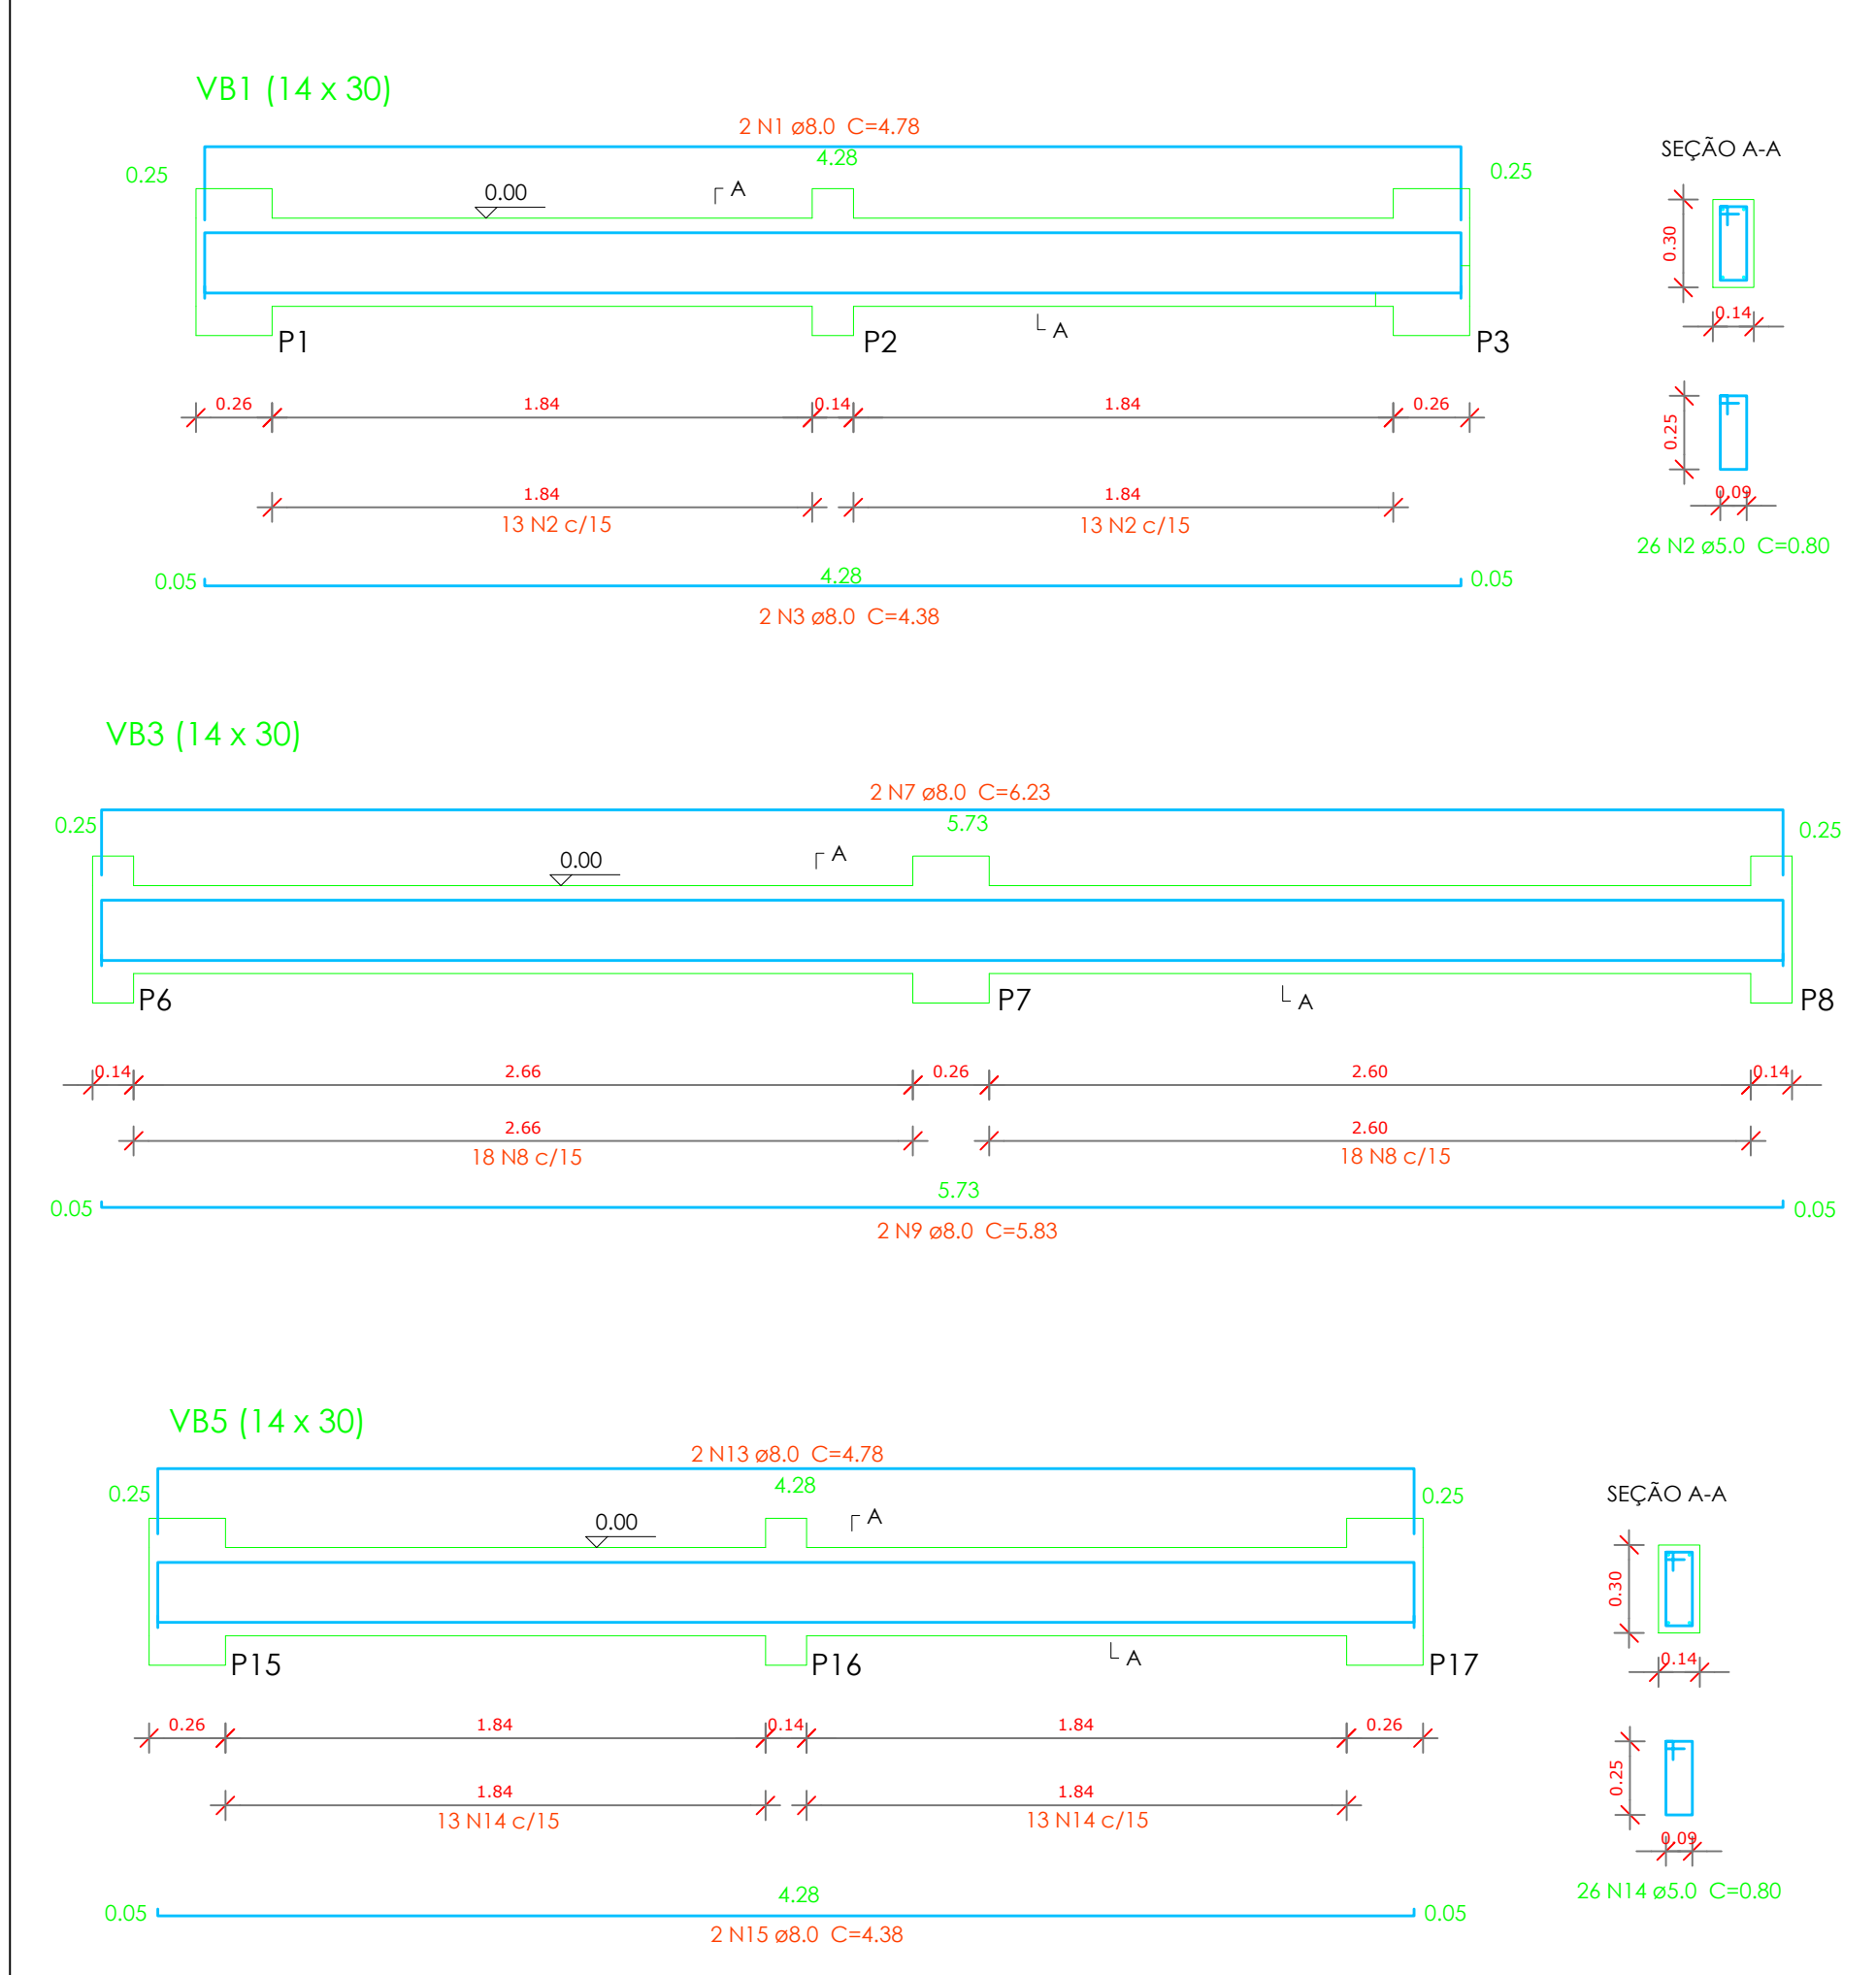 VB1 (14 x 30)
2 N1 ø8.0 C=4.78
4.28
0.25
0.25
0.00
A
SEÇÃO A-A
0.30
0.14
A
P1
P2
P3
0.26
1.84
0.14
1.84
0.26
0.25
1.84
1.84
0.09
13 N2 c/15
13 N2 c/15
26 N2 ø5.0 C=0.80
0.05
4.28
0.05
2 N3 ø8.0 C=4.38
VB3 (14 x 30)
2 N7 ø8.0 C=6.23
5.73
0.25
0.25
0.00
A
P6
P7
A
P8
0.14
2.66
0.26
2.60
0.14
2.66
2.60
18 N8 c/15
18 N8 c/15
5.73
0.05
0.05
2 N9 ø8.0 C=5.83
VB5 (14 x 30)
2 N13 ø8.0 C=4.78
4.28
0.25
0.25
SEÇÃO A-A
0.00
A
0.30
0.14
P15
P16
A
P17
0.26
1.84
0.14
1.84
0.26
0.25
1.84
1.84
13 N14 c/15
13 N14 c/15
0.09
26 N14 ø5.0 C=0.80
4.28
0.05
0.05
2 N15 ø8.0 C=4.38